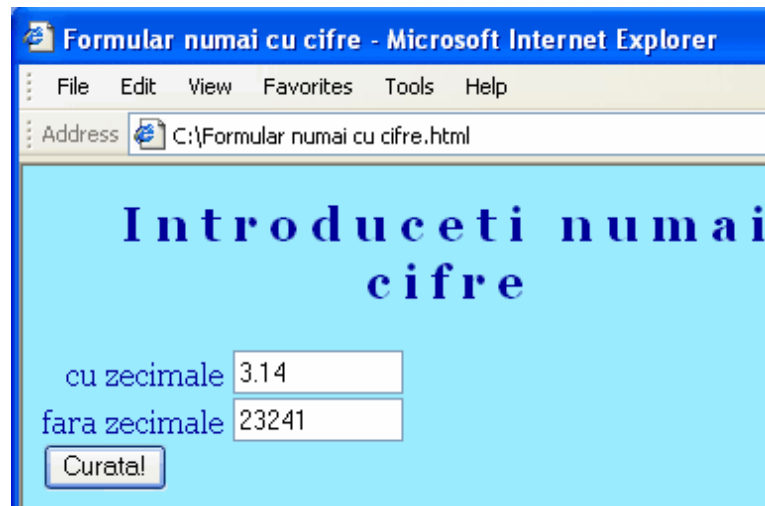 Formular numai cu cifre - Microsoft Internet Explorer
File Edit View Favorites Tools Help
Address C:\Formular numai cu cifre.html
Introduceti numai
cifre
cu zecimale 3.14
fara zecimale 23241
Curata!